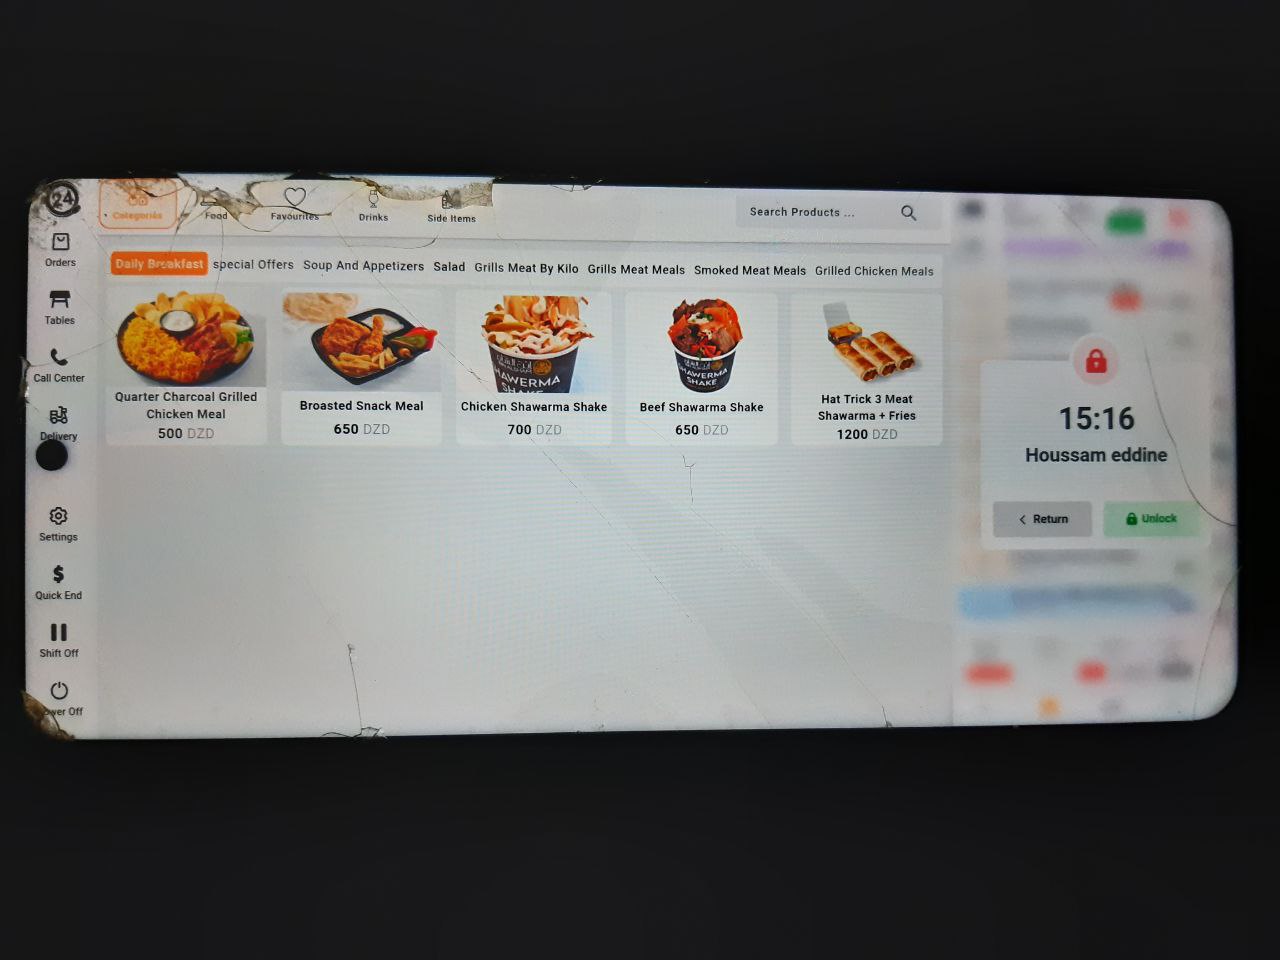 24
Categories
Food
Favourites
Drinks
Side Items
Search Products ...
Orders
Tables
Call Center
Delivery
Settings
Quick End
Shift Off
Daily Breakfast
special Offers
Soup And Appetizers
Salad
Grills Meat By Kilo
Grills Meat Meals
Smoked Meat Meals
Grilled Chicken Meals
Quarter Charcoal Grilled
Chicken Meal
500 DZD
Broasted Snack Meal
650 DZD
SHAWERMA
SHAKE
Chicken Shawarma Shake
700 DZD
SHAWERMA
SHAKE
Beef Shawarma Shake
650 DZD
Hat Trick 3 Meat
Shawarma + Fries
1200 DZD
15:16
Houssam eddine
Return
Unlock